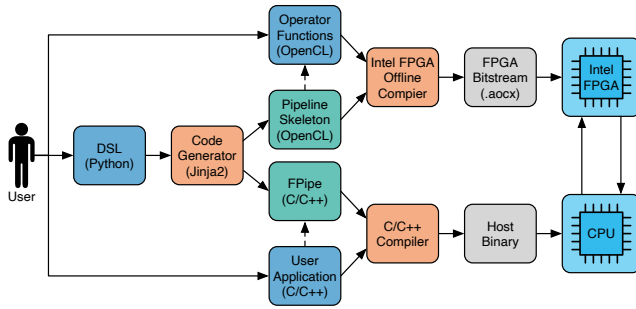 Operator
Functions
(OpenCL)
Intel FPGA
Offline
Compier
FPGA
Bitstream
(.aocx)
Intel
FPGA
Pipeline
Skeleton
(OpenCL)
DSL
(Python)
Code
Generator
(Jinja2)
User
FPipe
(C/C++)
C/C++
Compiler
Host
Binary
CPU
User
Application
(C/C++)